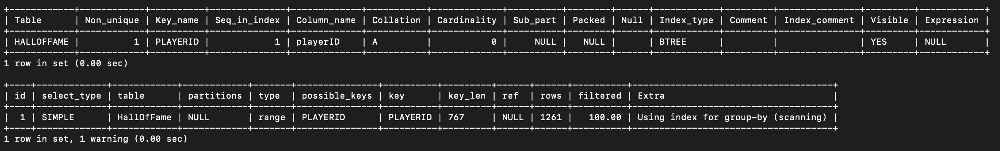 +-----------+------------+----------+--------------+-------------+-----------+-------------+----------+--------+------+------------+---------+---------------+---------+------------+
| Table     | Non_unique | Key_name | Seq_in_index | Column_name | Collation | Cardinality | Sub_part | Packed | Null | Index_type | Comment | Index_comment | Visible | Expression |
+-----------+------------+----------+--------------+-------------+-----------+-------------+----------+--------+------+------------+---------+---------------+---------+------------+
| HALLOFFAME |          1 | PLAYERID |            1 | playerID    | A         |           0 |     NULL |   NULL |      | BTREE      |         |               | YES     | NULL       |
+-----------+------------+----------+--------------+-------------+-----------+-------------+----------+--------+------+------------+---------+---------------+---------+------------+
1 row in set (0.00 sec)

+----+-------------+------------+------------+-------+---------------+----------+---------+------+------+----------+---------------------------------------+
| id | select_type | table      | partitions | type  | possible_keys | key      | key_len | ref  | rows | filtered | Extra                                 |
+----+-------------+------------+------------+-------+---------------+----------+---------+------+------+----------+---------------------------------------+
|  1 | SIMPLE      | HallOfFame | NULL       | range | PLAYERID      | PLAYERID | 767     | NULL | 1261 |   100.00 | Using index for group-by (scanning) |
+----+-------------+------------+------------+-------+---------------+----------+---------+------+------+----------+---------------------------------------+
1 row in set, 1 warning (0.00 sec)